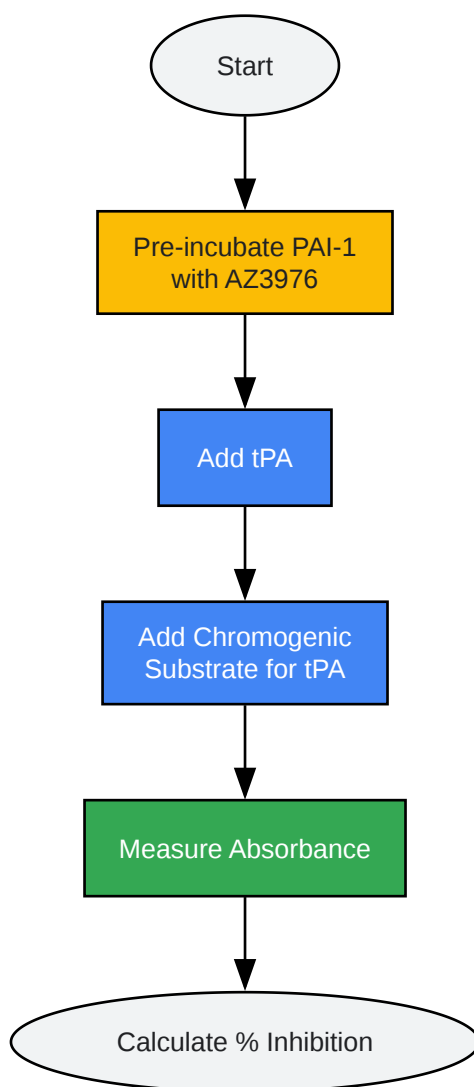 Start
Pre-incubate PAI-1
with AZ3976
Add tPA
Add Chromogenic
Substrate for tPA
Measure Absorbance
Calculate % Inhibition